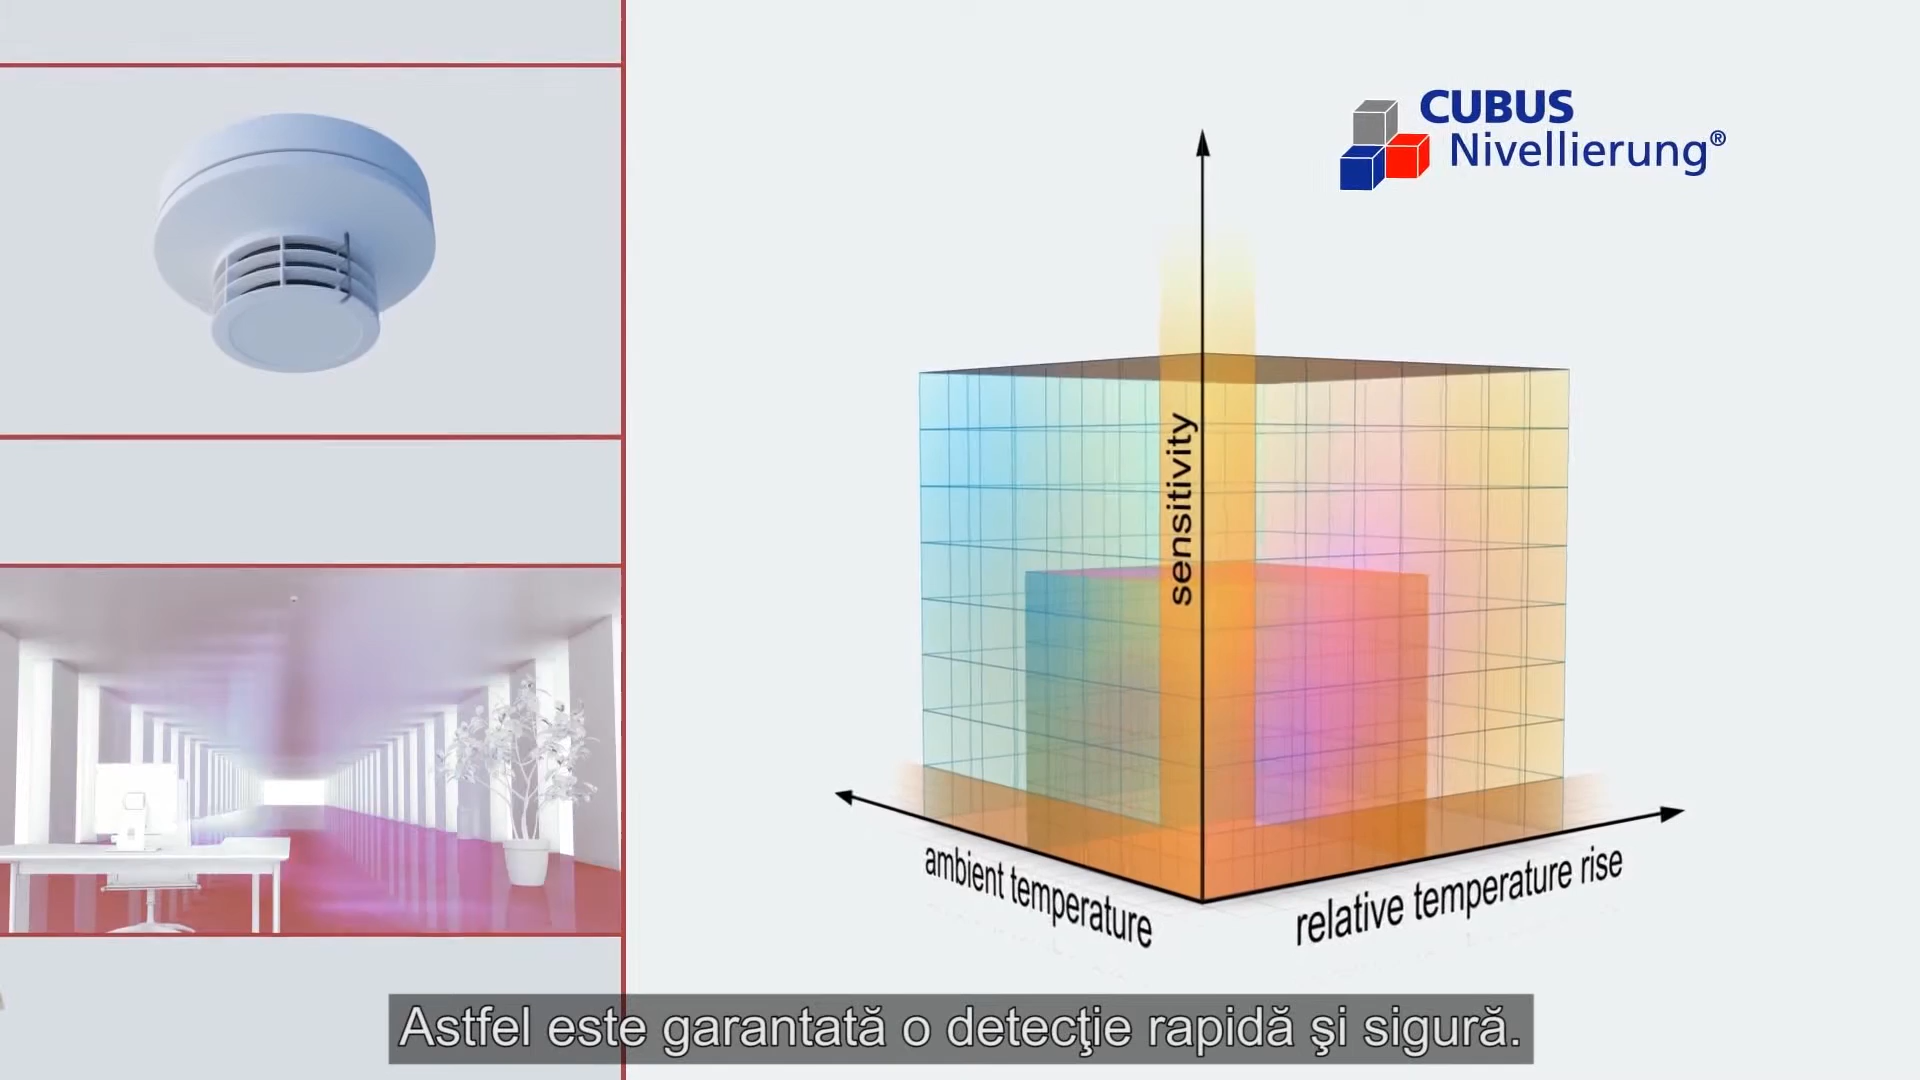 CUBUS
Nivellierung®
sensitivity
ambient temperature
relative temperature rise
Astfel este garantată o detecţie rapidă şi sigură.